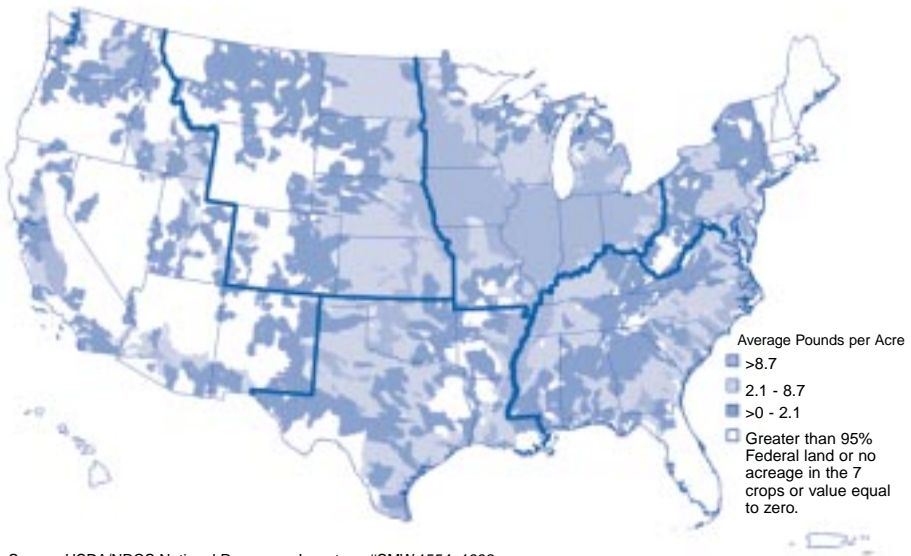 Average Pounds per Acre
>8.7
2.1 - 8.7
>0 - 2.1
Greater than 95%
Federal land or no
acreage in the 7
crops or value equal
to zero.